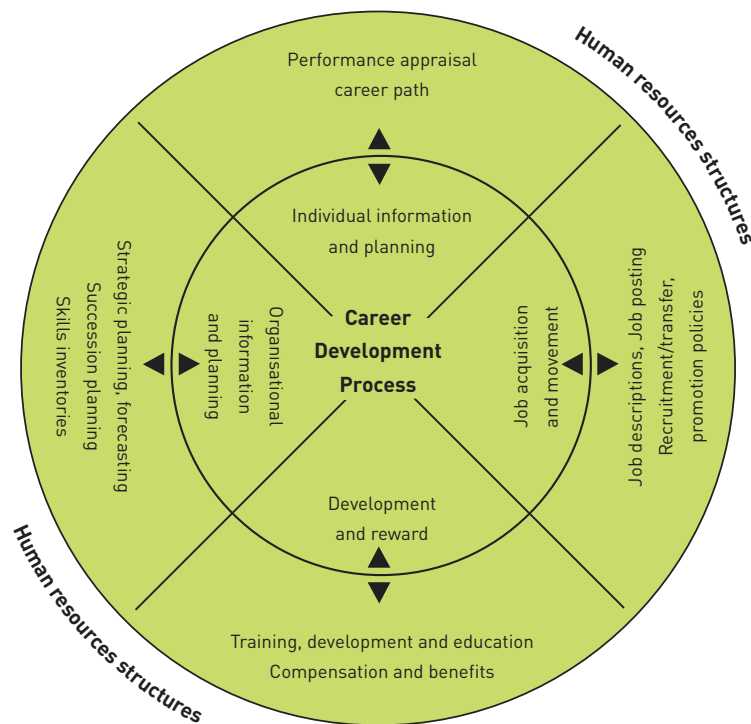 Human resources structures
Performance appraisal
career path
Individual information
and planning
Strategic planning, forecasting
Succession planning
Skills inventories
Organisational
information
and planning
Career
Development
Process
Job acquisition
and movement
Job descriptions, Job posting
Recruitment/transfer,
promotion policies
Development
and reward
Training, development and education
Compensation and benefits
Human resources structures